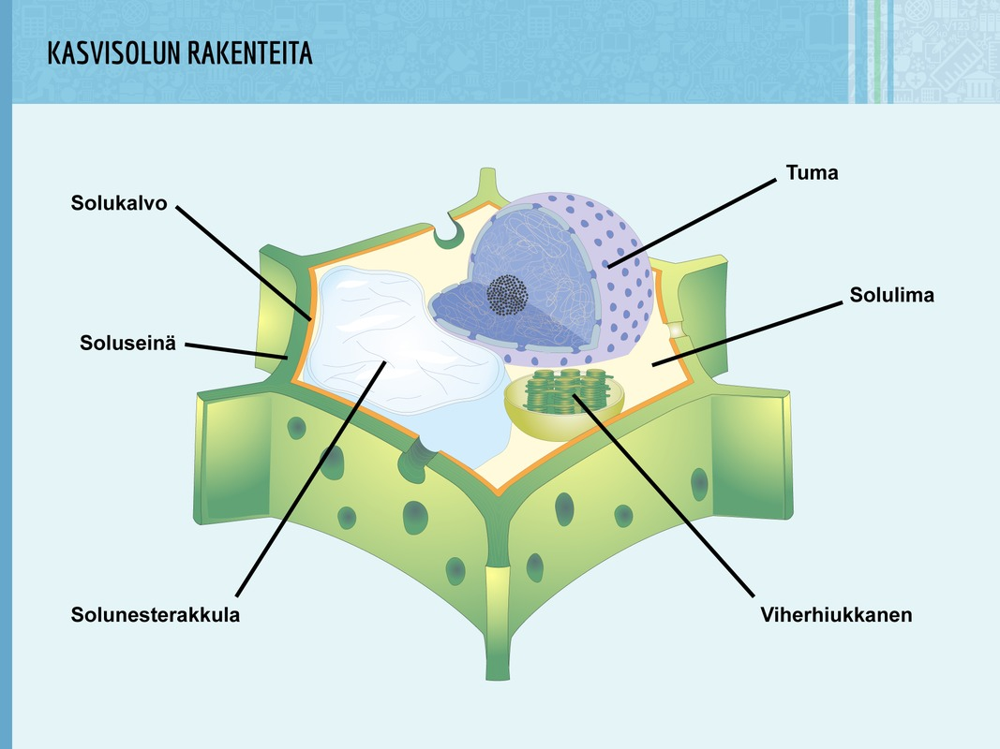 KASVISOLUN RAKENTEITA
Tuma
Solukalvo
Solulima
Soluseinä
Solunesterakkula
Viherhiukkanen